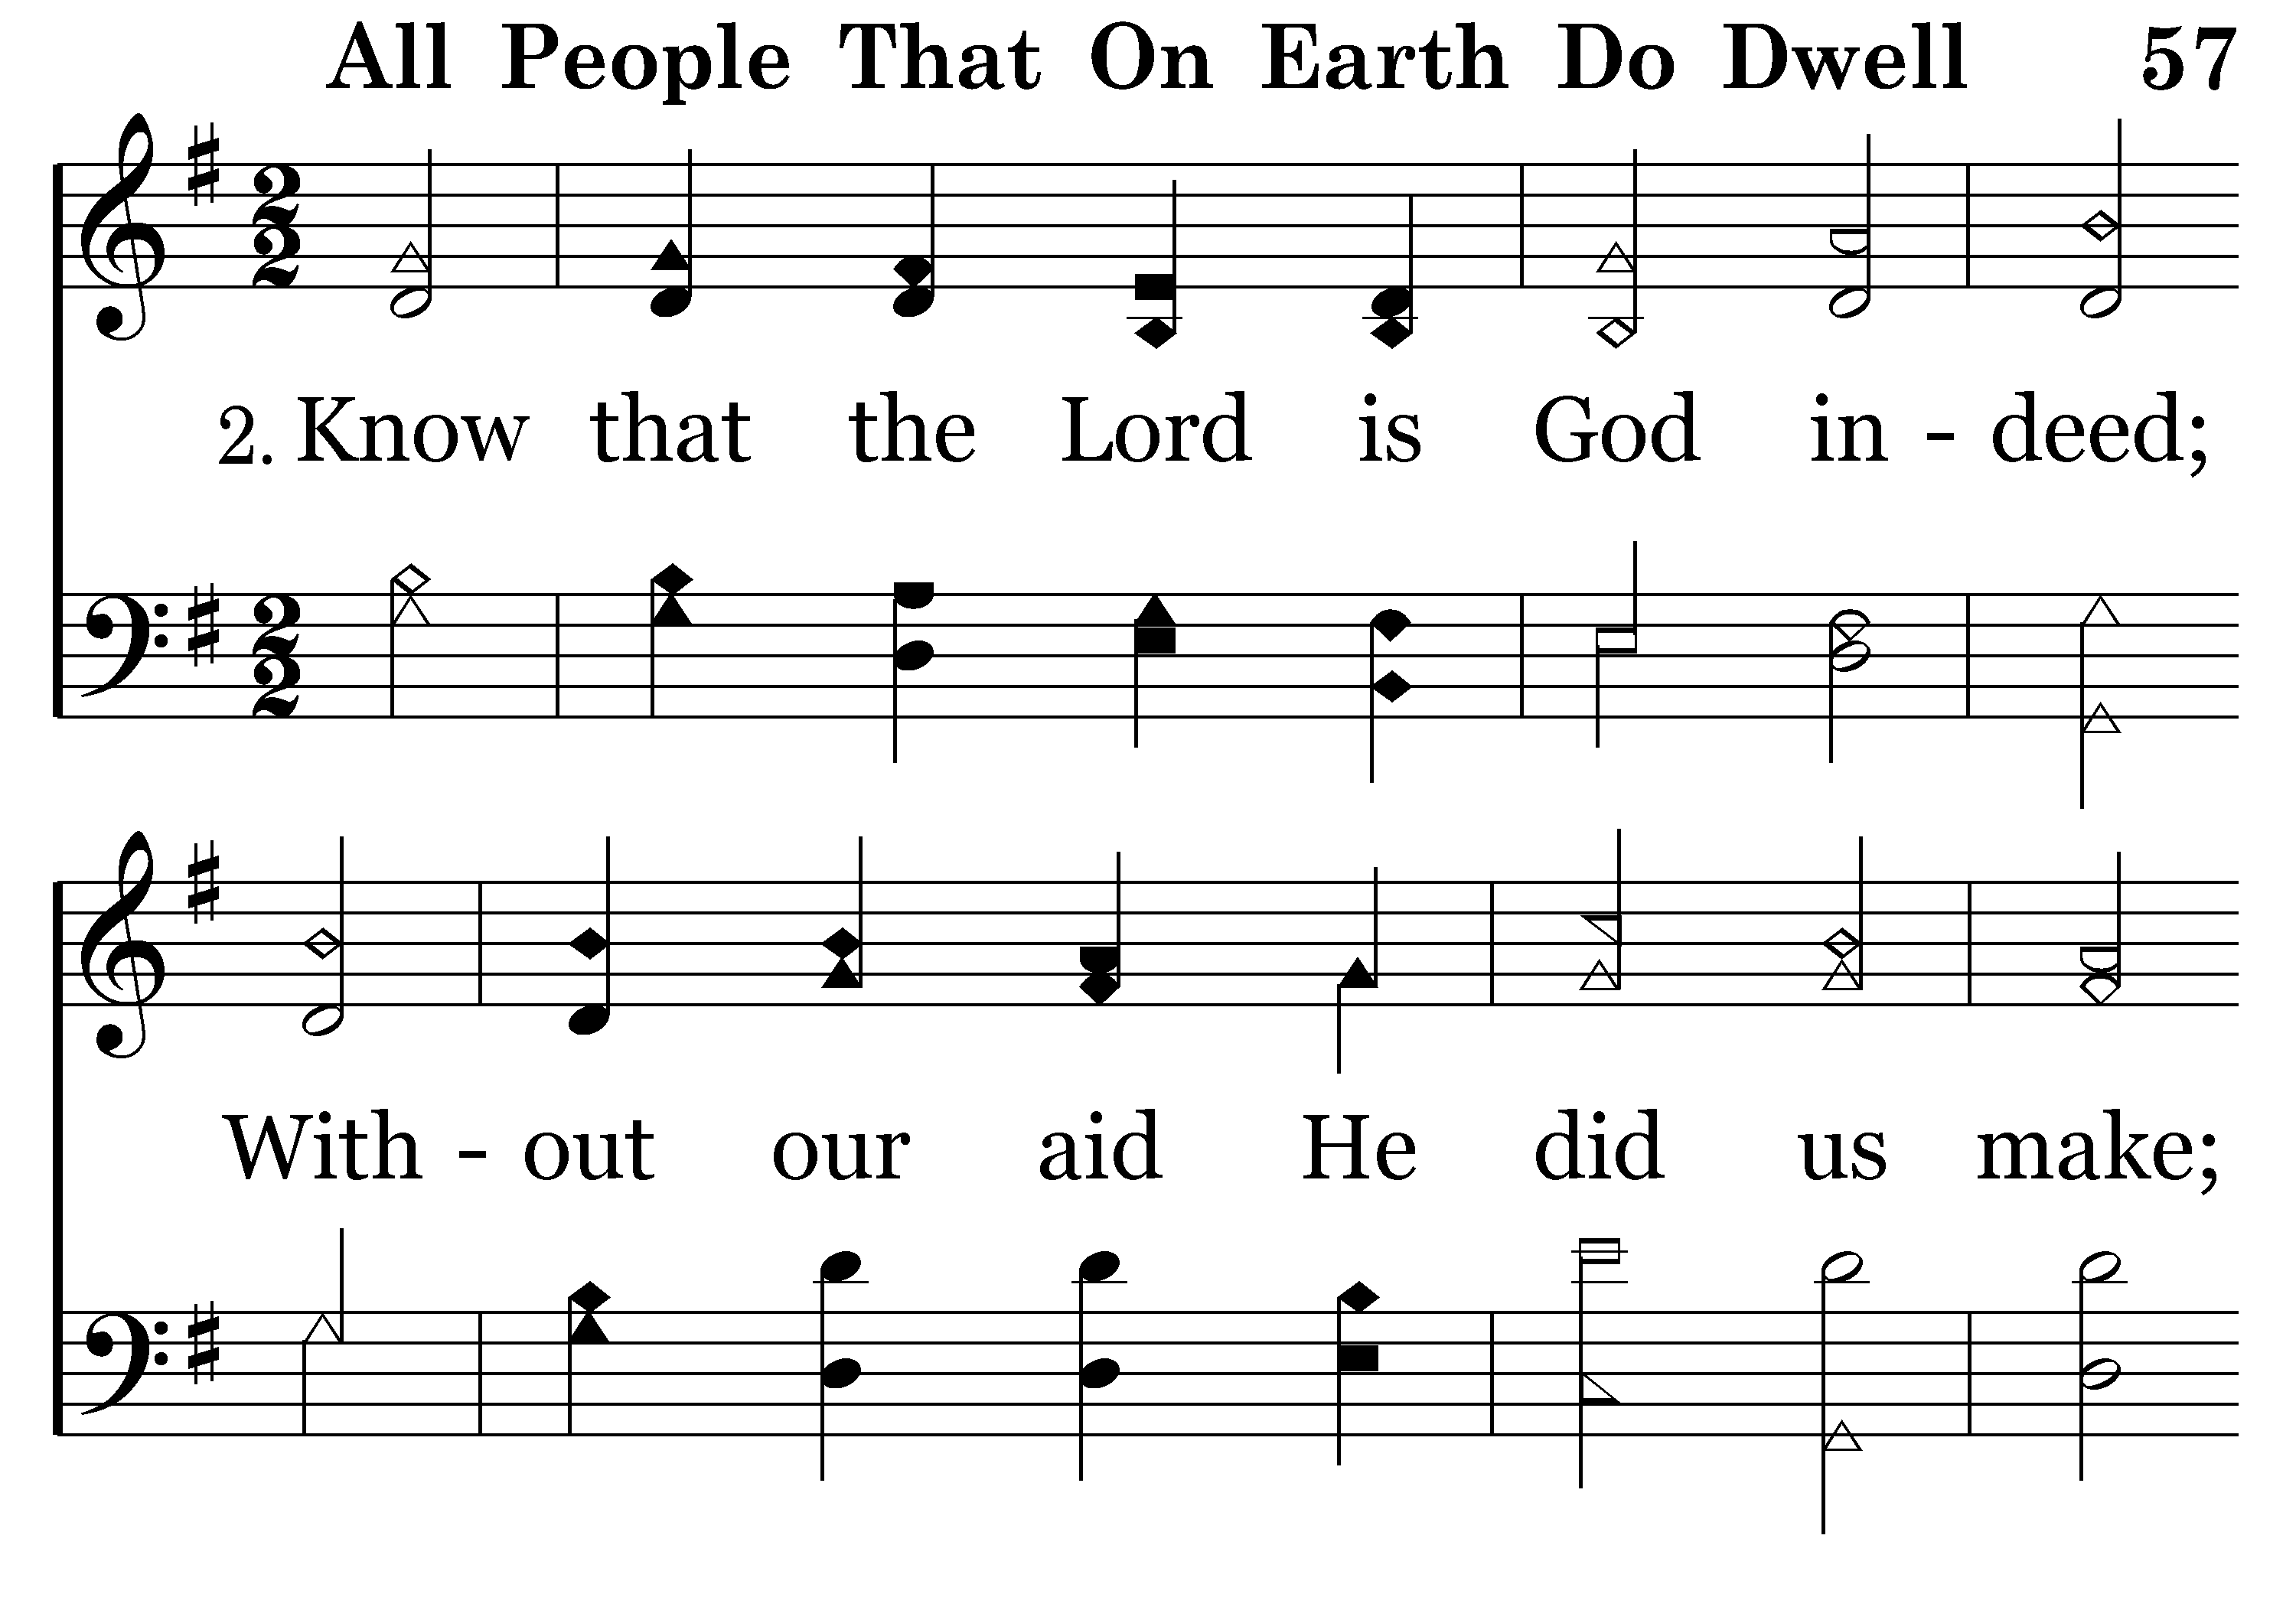 All People That On Earth Do Dwell 57
2. Know that the Lord is God in - deed;
With - out our aid He did us make;